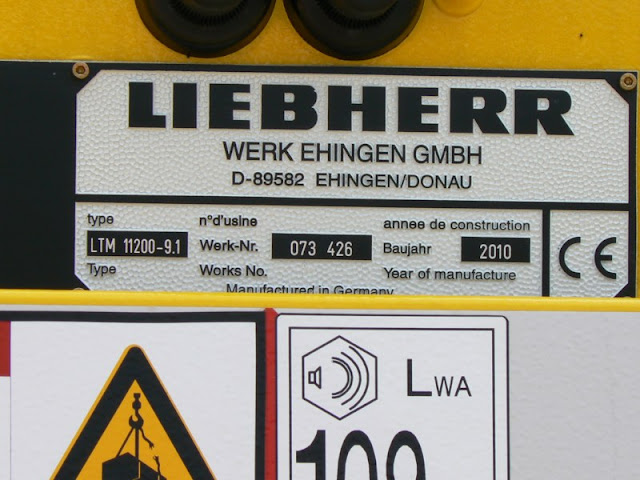 LIEBHERR
WERK EHINGEN GMBH
D-89582 EHINGEN/DONAU
type n°d'usine annee de construction
LTM 11200-9.1 Werk-Nr. 073 426 Baujahr 2010
Type Works No. Year of manufacture
Manufactured in Germany
CE
LWA
109